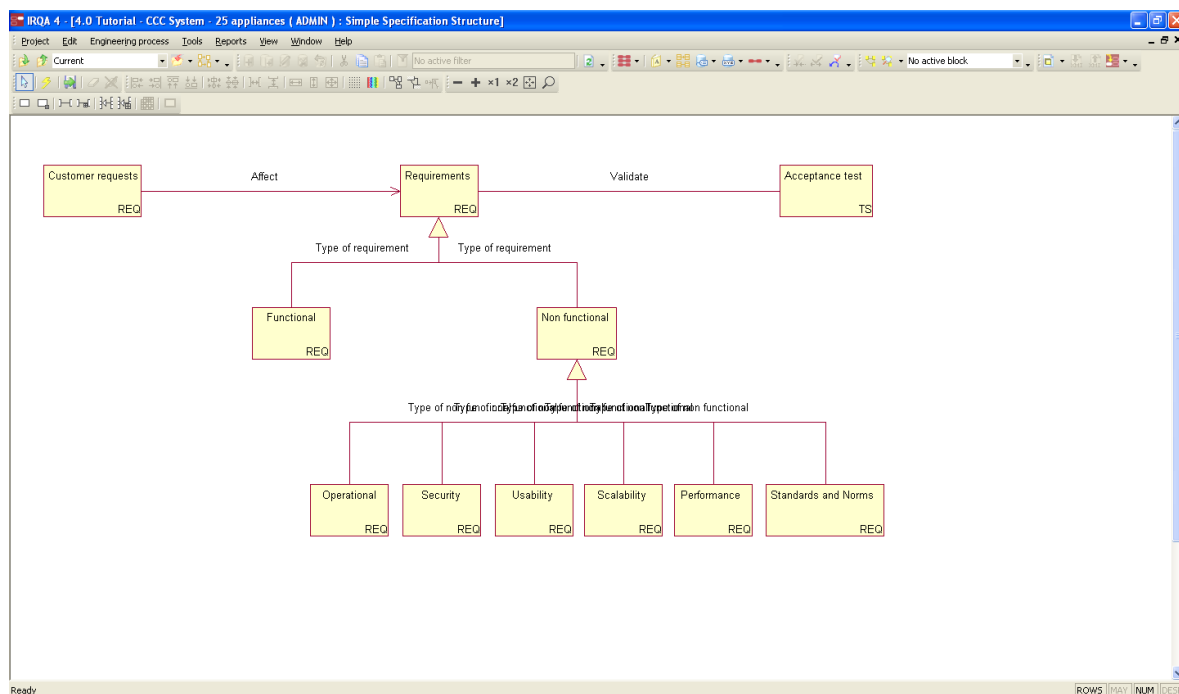 IRQA 4 - [4.0 Tutorial - CCC System - 25 appliances ( ADMIN ) : Simple Specification Structure]
Project Edit Engineering process Tools Reports View Window Help
Current No active filter No active block
×1 ×2
Customer requests Affect Requirements Validate Acceptance test
REQ REQ TS
Type of requirement Type of requirement
Functional Non functional
REQ REQ
Type of non functional
Operational Security Usability Scalability Performance Standards and Norms
REQ REQ REQ REQ REQ REQ
Ready ROWS MAY NUM DES